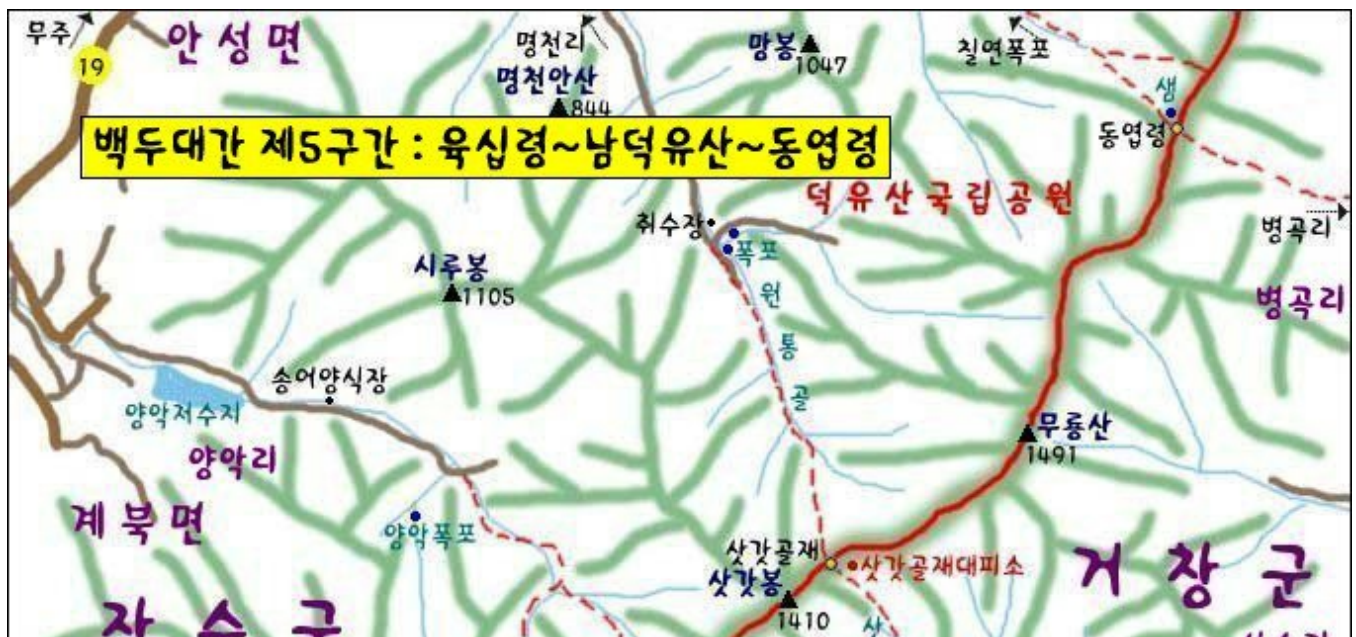 무주
안성면
명천리
망봉
1047
칠연폭포
19
명천안산
844
샘
동엽령
백두대간 제5구간 : 육십령~남덕유산~동엽령
덕유산국립공원
취수장
폭포
병곡리
시루봉
1105
원통골
병곡리
송어양식장
양악저수지
무룡산
1491
양악리
계북면
양악폭포
삿갓골재
삿갓골재대피소
거창군
삿갓봉
1410
장수군
삿